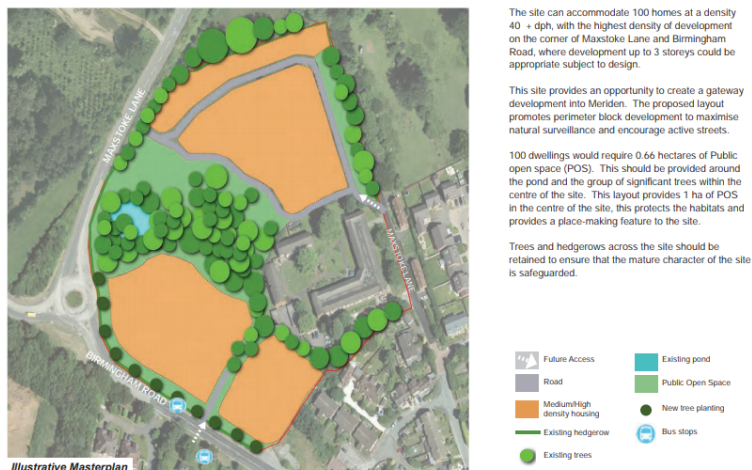 The site can accommodate 100 homes at a density
40 + dph, with the highest density of development
on the corner of Maxstoke Lane and Birmingham
Road, where development up to 3 storeys could be
appropriate subject to design.
This site provides an opportunity to create a gateway
development into Meriden. The proposed layout
promotes perimeter block development to maximise
natural surveillance and encourage active streets.
100 dwellings would require 0.66 hectares of Public
open space (POS). This should be provided around
the pond and the group of significant trees within the
centre of the site. This layout provides 1 ha of POS
in the centre of the site, this protects the habitats and
provides a place-making feature to the site.
Trees and hedgerows across the site should be
retained to ensure that the mature character of the site
is safeguarded.
MAXSTOKE LANE
MAXSTOKE LANE
BIRMINGHAM ROAD
Illustrative Masterplan
Future Access
Road
Medium/High
density housing
Existing hedgerow
Existing trees
Existing pond
Public Open Space
New tree planting
Bus stops